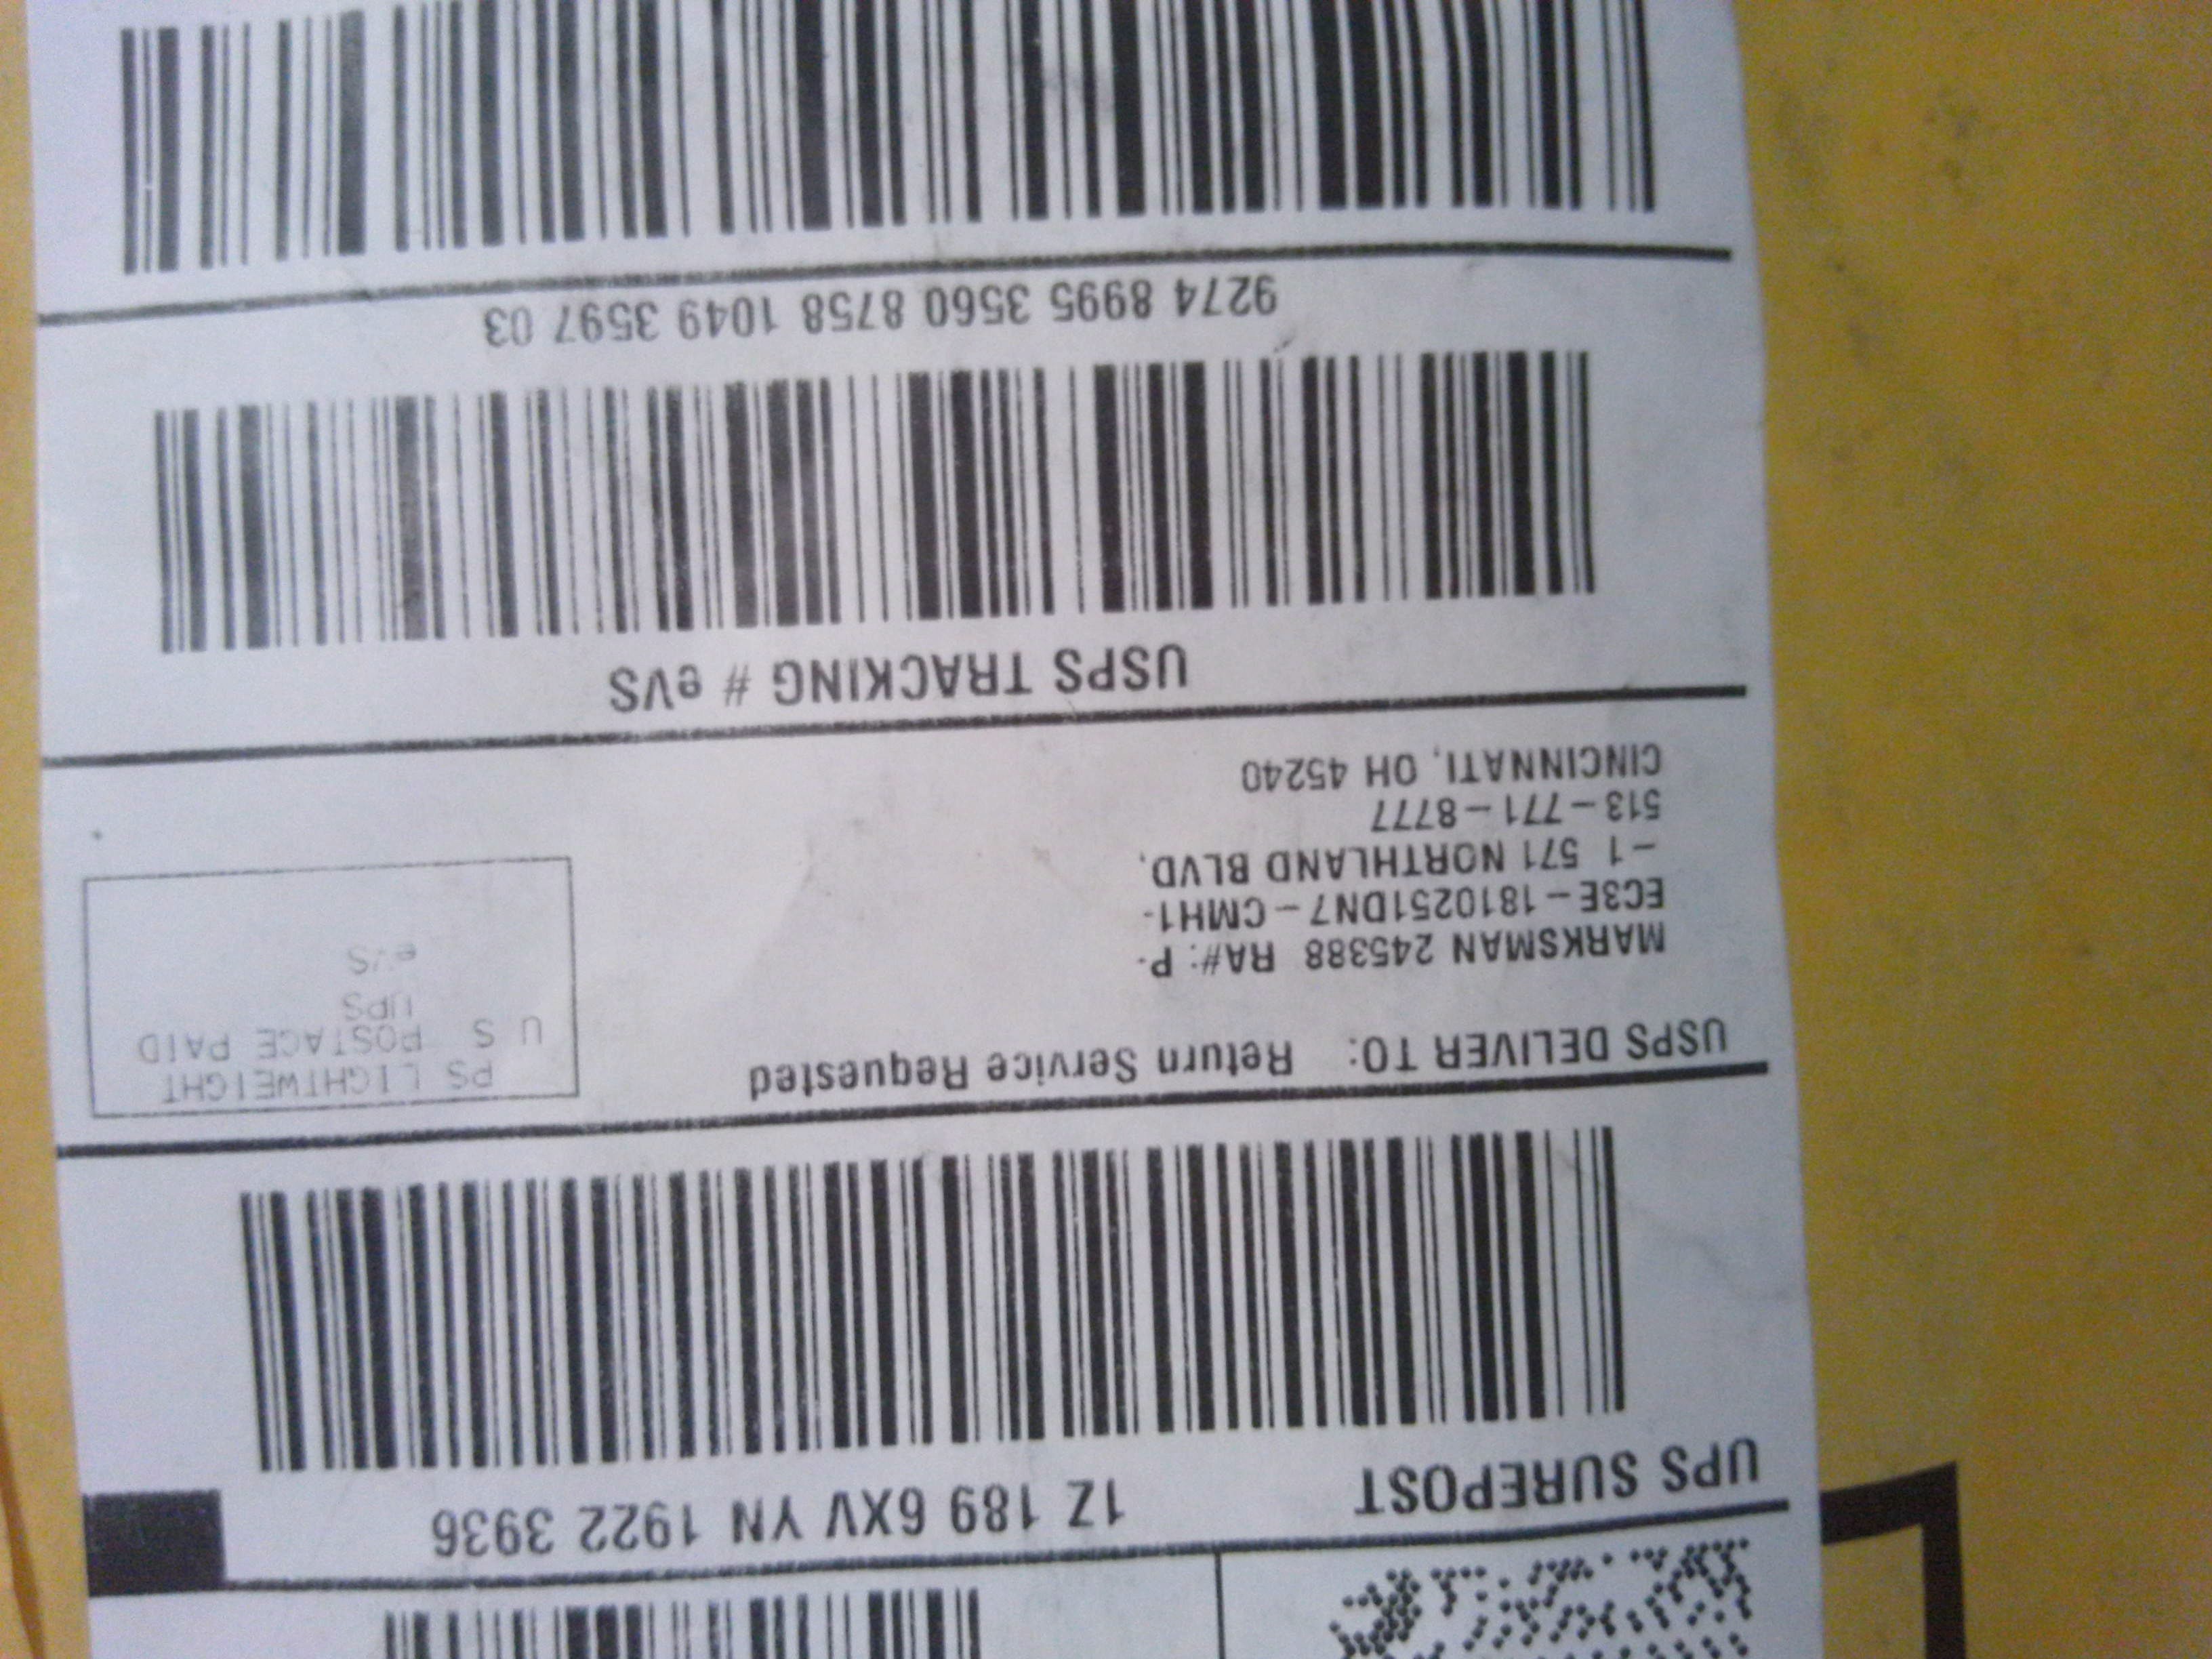 UPS SUREPOST
1Z 189 6XV YN 1922 3936
USPS DELIVER TO: Return Service Requested
PS LIGHTWEIGHT
U S POSTAGE PAID
UPS
eVS
MARKSMAN 245388 RA#: P-
EC3E-1810251DN7-CMH1-
-1 571 NORTHLAND BLVD,
513-771-8777
CINCINNATI, OH 45240
USPS TRACKING # eVS
9274 8995 3560 8758 1049 3597 03